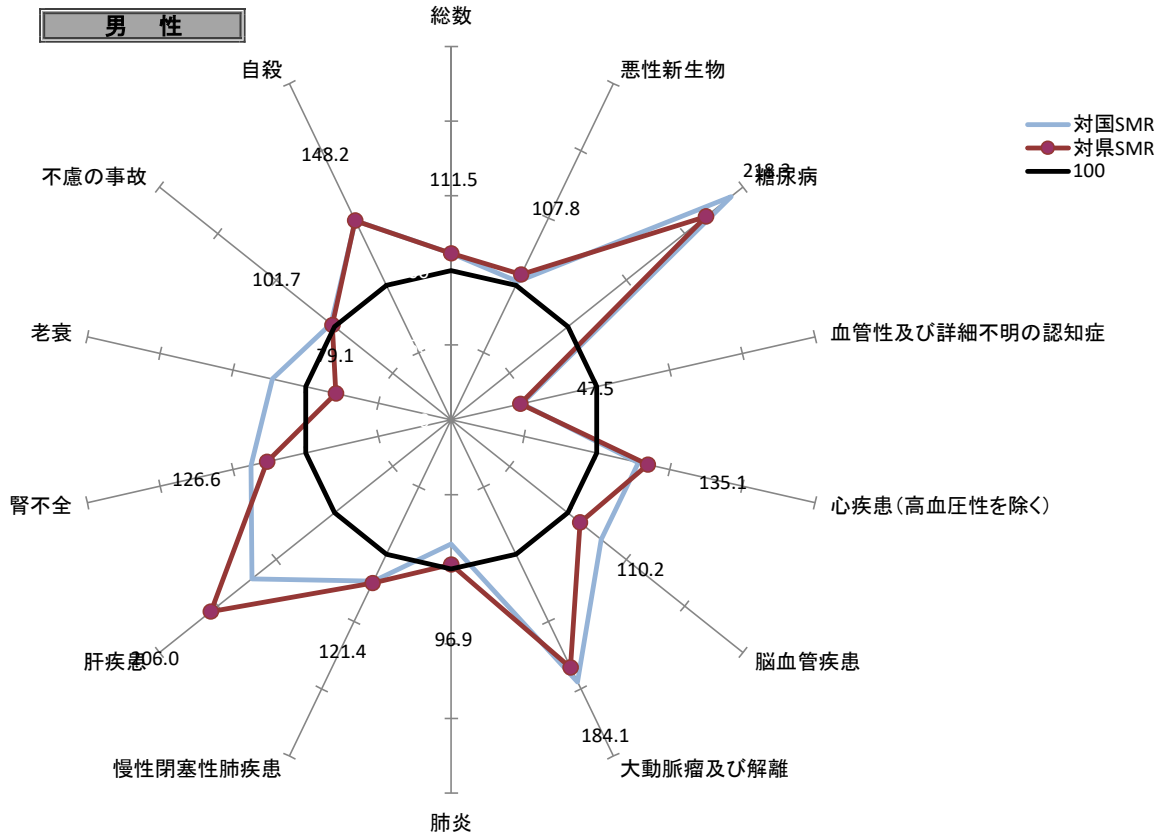 男 性
総数
悪性新生物
糖尿病
血管性及び詳細不明の認知症
心疾患(高血圧性を除く)
脳血管疾患
大動脈瘤及び解離
肺炎
慢性閉塞性肺疾患
肝疾患
腎不全
老衰
不慮の事故
自殺
111.5
107.8
47.5
135.1
110.2
184.1
96.9
121.4
206.0
126.6
79.1
101.7
148.2
対国SMR
対県SMR
100